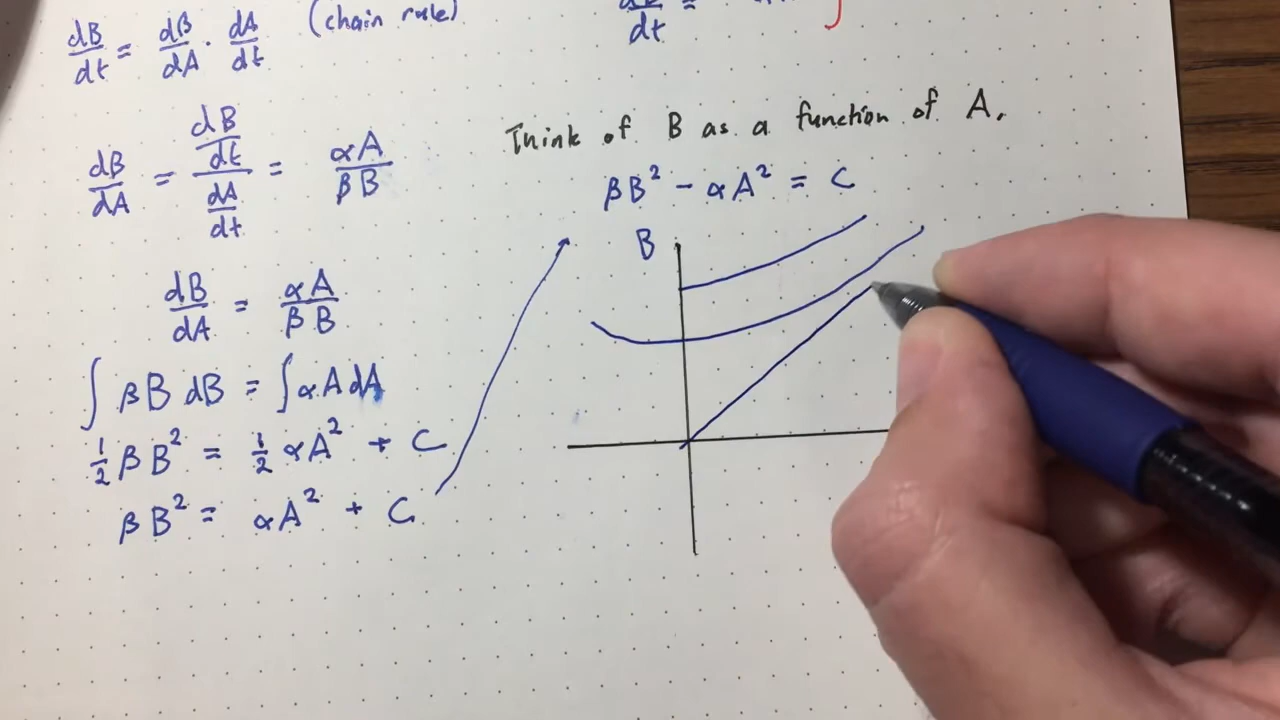 dB/dt = dB/dA · dA/dt (chain rule)
dB/dA = (dB/dt)/(dA/dt) = αA/βB
dB/dA = αA/βB
∫ βB dB = ∫ αA dA
½ βB² = ½ αA² + C
βB² = αA² + C
dt
Think of B as a function of A.
βB² - αA² = C
B